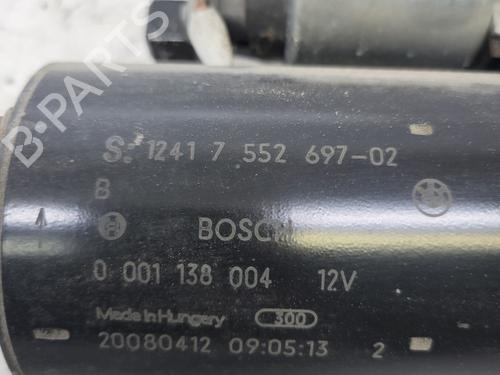 B-PARTS
S. 1241 7 552 697-02
B
BOSCH
0 001 138 004 12V
Made in Hungary 300
20080412 09:05:13 2